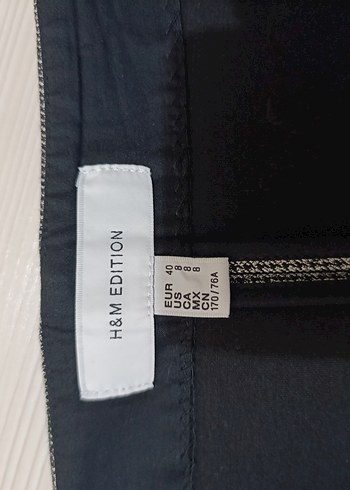 H&M EDITION
EUR 40
US 8
CA 8
MX 8
CN
170/76A